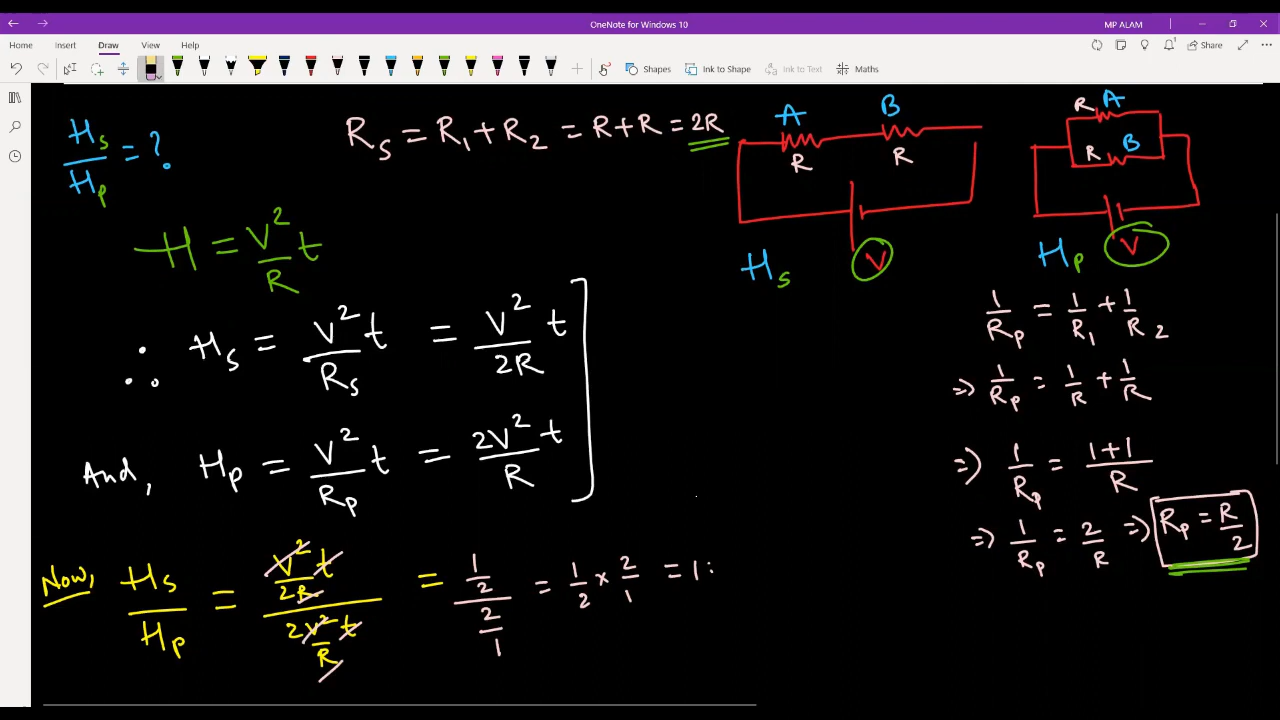 OneNote for Windows 10
MP ALAM
Home Insert Draw View Help
Share
Shapes
Ink to Shape
Ink to Text
Maths
Hs/Hp = ?
Rs = R1 + R2 = R + R = 2R
A B
R R
V
Hs
R A
R B
V
Hp
H = V²/R t
∴ Hs = V²/Rs t = V²/2R t
And, Hp = V²/Rp t = 2V²/R t
Now, Hs/Hp = (V²/2R t)/(2V²/R t) = (1/2)/(2/1) = 1/2 × 2/1 = 1:
1/Rp = 1/R1 + 1/R2
=> 1/Rp = 1/R + 1/R
=> 1/Rp = 1+1/R
=> 1/Rp = 2/R => Rp = R/2